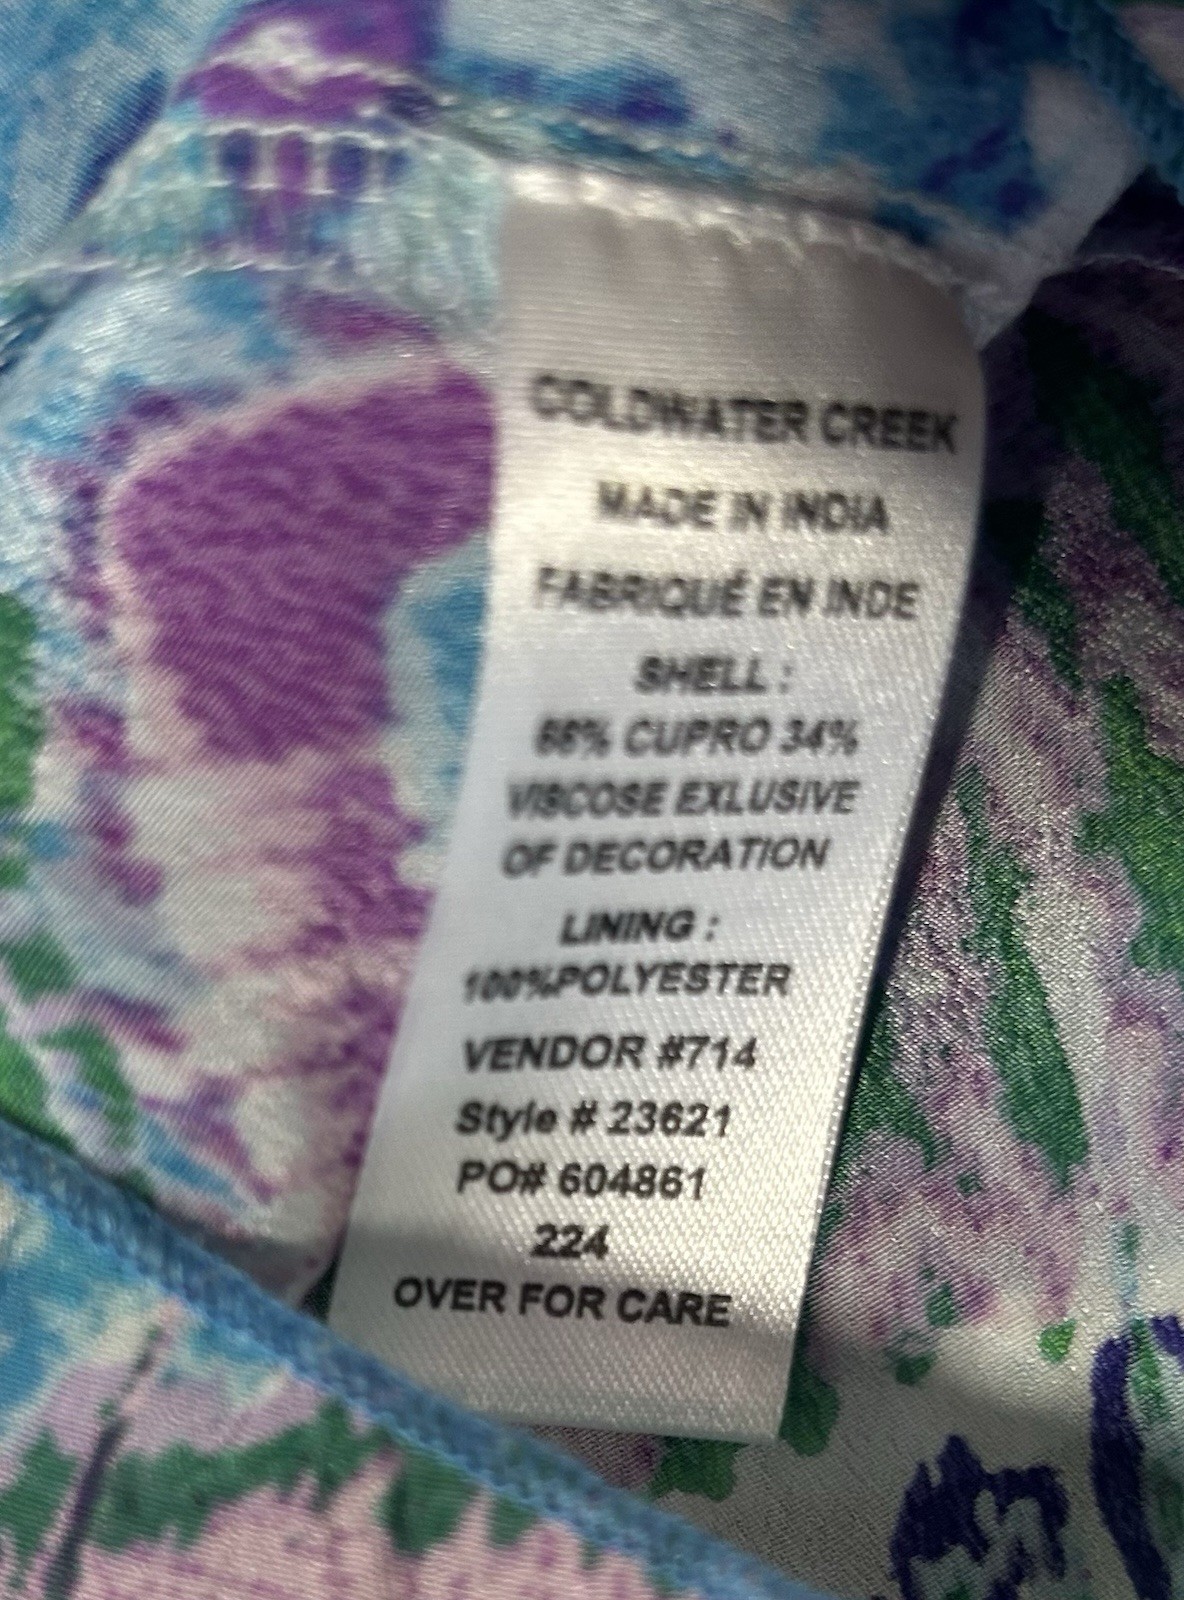 COLDWATER CREEK
MADE IN INDIA
FABRIQUÉ EN INDE
SHELL :
66% CUPRO 34%
VISCOSE EXLUSIVE
OF DECORATION
LINING :
100%POLYESTER
VENDOR #714
Style # 23621
PO# 604861
224
OVER FOR CARE